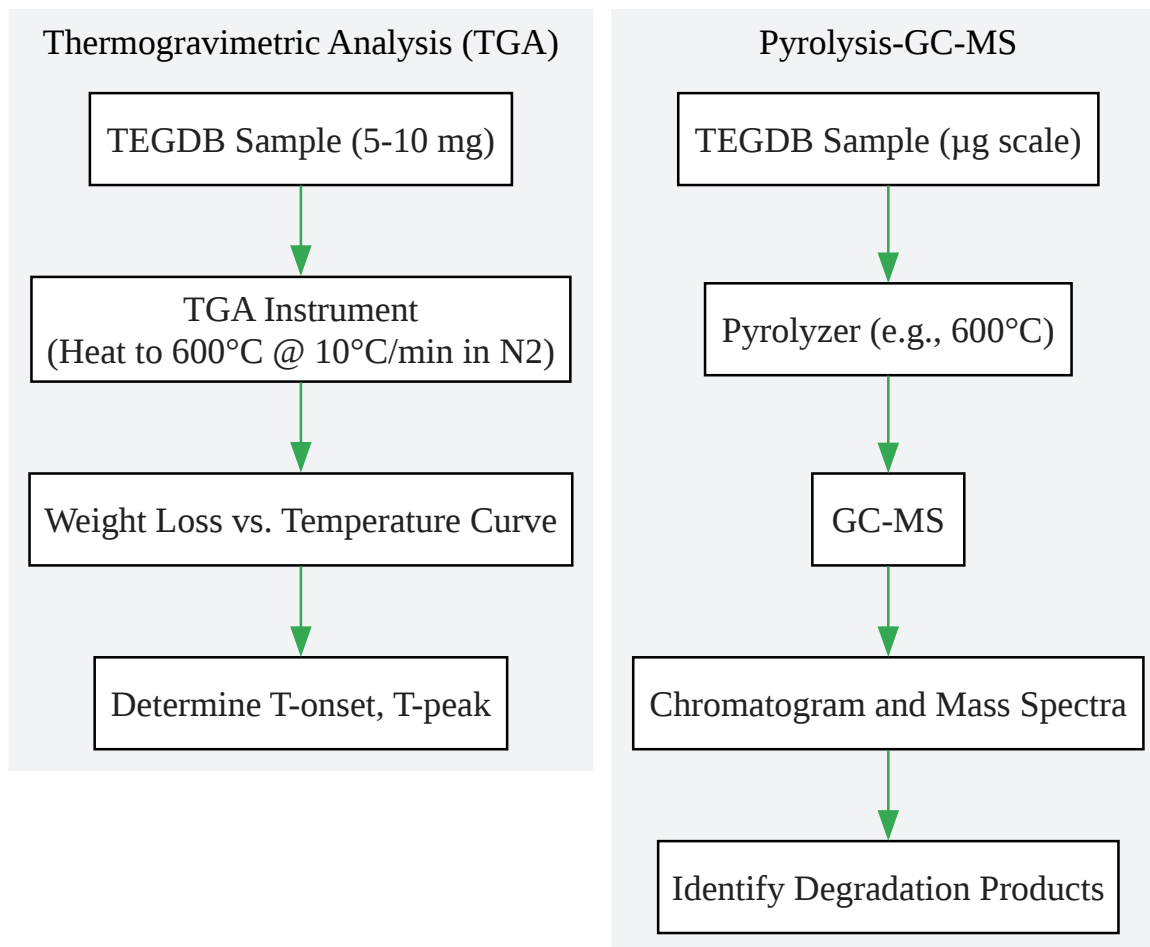 Thermogravimetric Analysis (TGA)
TEGDB Sample (5-10 mg)
TGA Instrument
(Heat to 600°C @ 10°C/min in N2)
Weight Loss vs. Temperature Curve
Determine T-onset, T-peak
Pyrolysis-GC-MS
TEGDB Sample (µg scale)
Pyrolyzer (e.g., 600°C)
GC-MS
Chromatogram and Mass Spectra
Identify Degradation Products